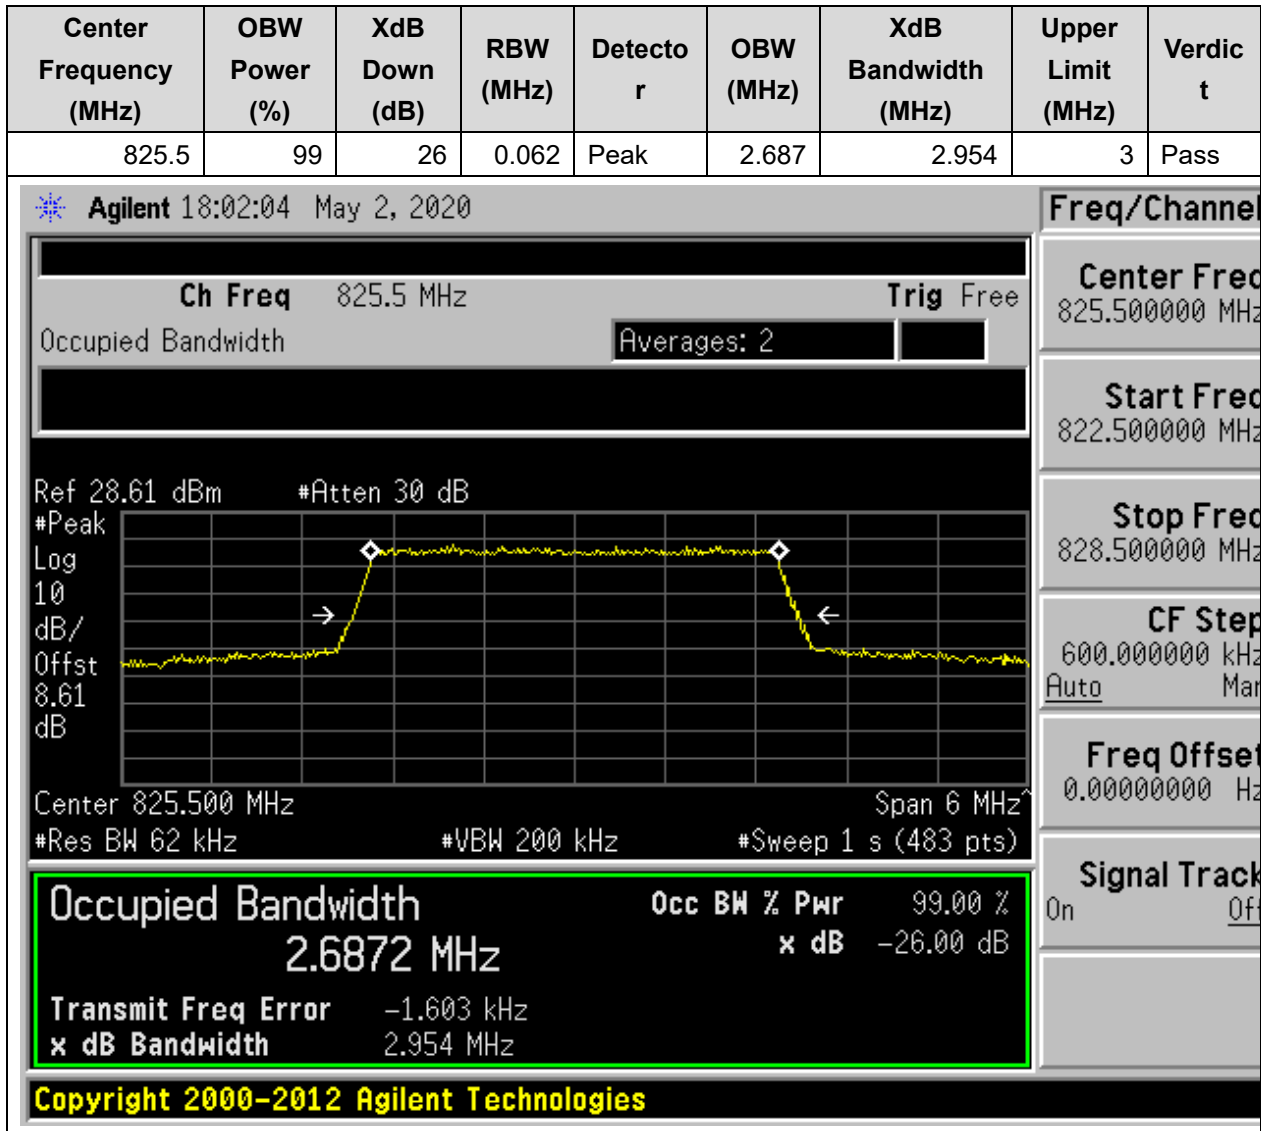 Center Frequency (MHz) OBW Power (%) XdB Down (dB) RBW (MHz) Detecto r OBW (MHz) XdB Bandwidth (MHz) Upper Limit (MHz) Verdic t
825.5 99 26 0.062 Peak 2.687 2.954 3 Pass
Agilent 18:02:04 May 2, 2020
Freq/Channel
Ch Freq 825.5 MHz Trig Free
Occupied Bandwidth Averages: 2
Center Freq
825.500000 MHz
Start Freq
822.500000 MHz
Stop Freq
828.500000 MHz
CF Step
600.000000 kHz
Auto Man
Freq Offset
0.00000000 Hz
Signal Track
On Off
Ref 28.61 dBm #Atten 30 dB
#Peak
Log
10
dB/
Offst
8.61
dB
Center 825.500 MHz Span 6 MHz^
#Res BW 62 kHz #VBW 200 kHz #Sweep 1 s (483 pts)
Occupied Bandwidth Occ BW % Pwr 99.00 %
2.6872 MHz x dB -26.00 dB
Transmit Freq Error -1.603 kHz
x dB Bandwidth 2.954 MHz
Copyright 2000-2012 Agilent Technologies